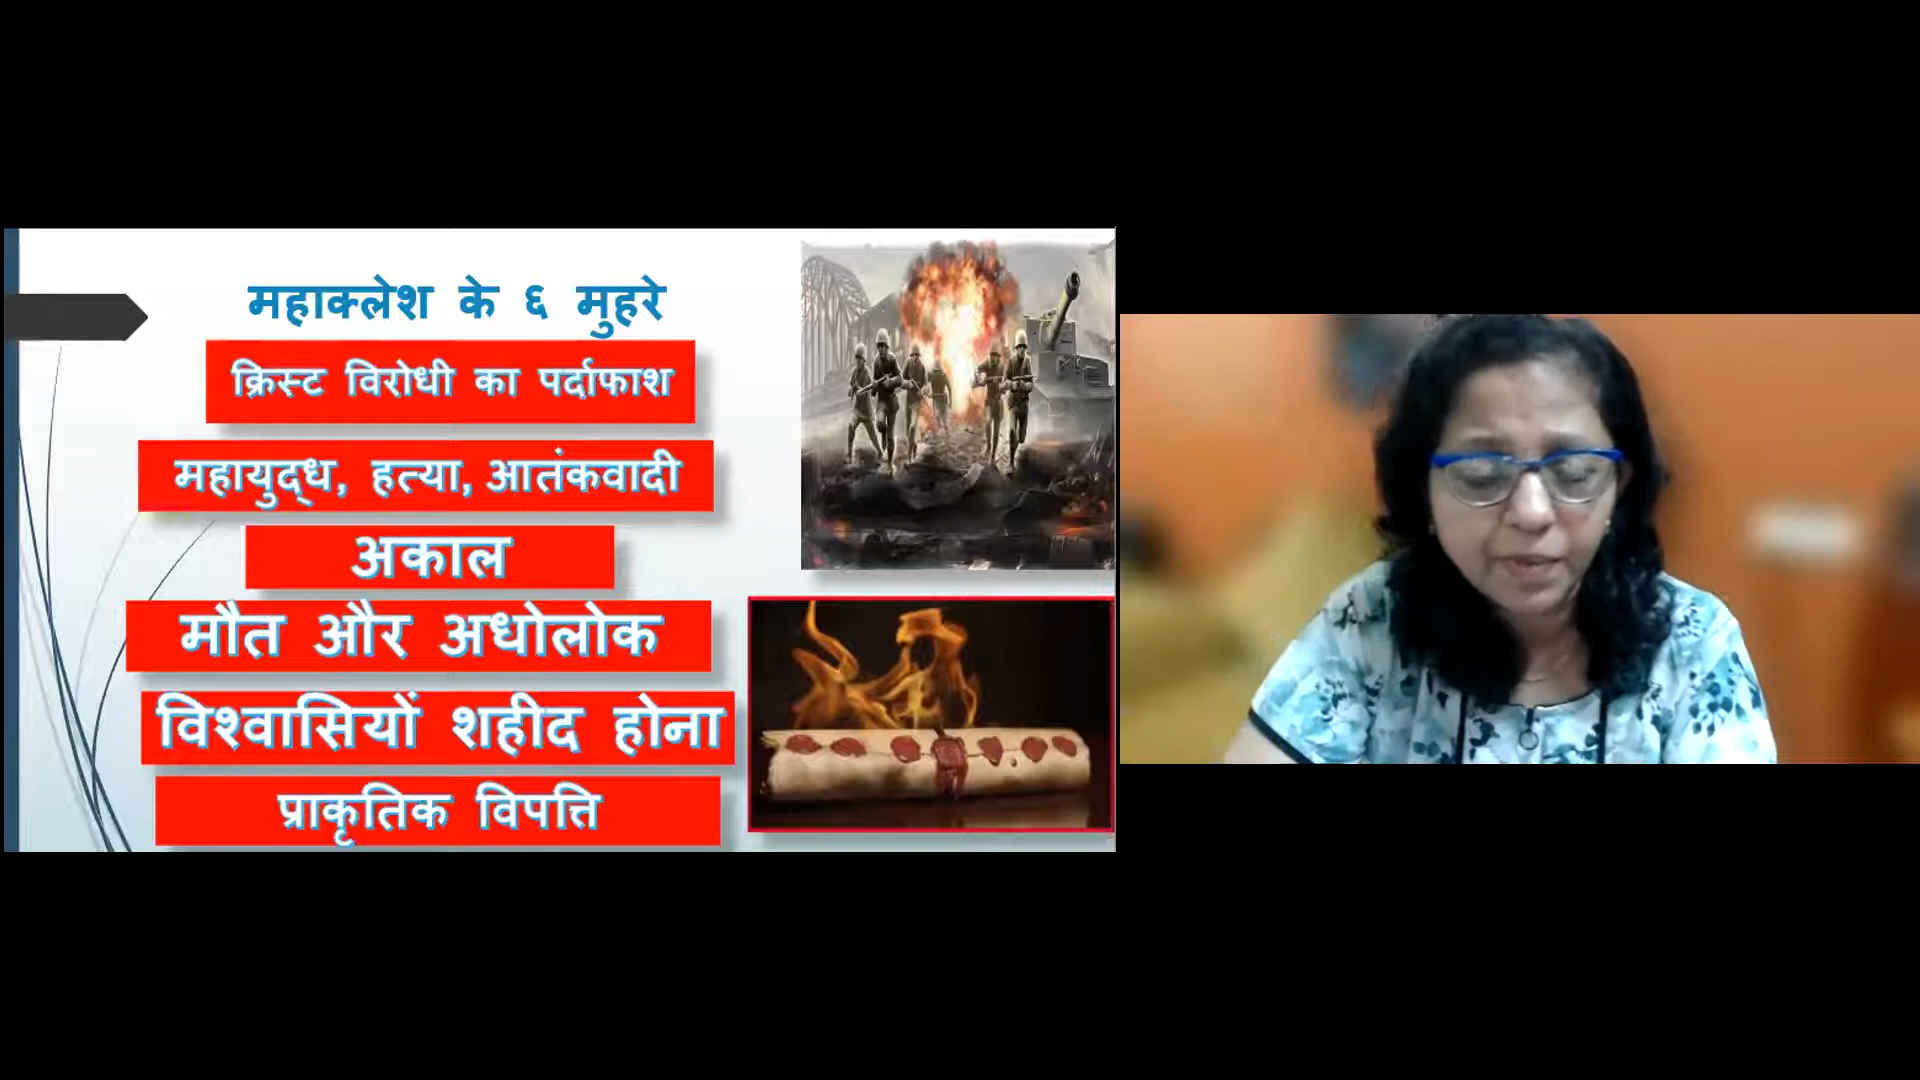 महाक्लेश के ६ मुहरे
क्रिस्ट विरोधी का पर्दाफाश
महायुद्ध, हत्या, आतंकवादी
अकाल
मौत और अधोलोक
विश्वासियों शहीद होना
प्राकृतिक विपत्ति